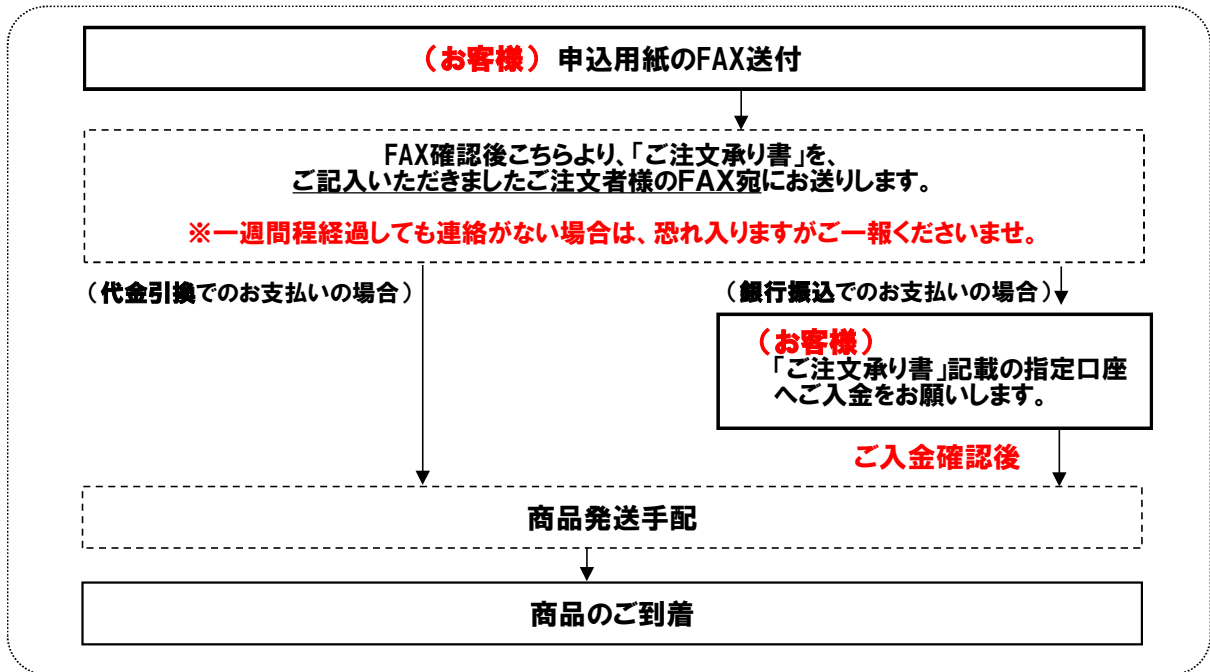 （お客様）申込用紙のFAX送付
FAX確認後こちらより、「ご注文承り書」を、
ご記入いただきましたご注文者様のFAX宛にお送りします。
※一週間程経過しても連絡がない場合は、恐れ入りますがご一報くださいませ。
（代金引換でのお支払いの場合）
（銀行振込でのお支払いの場合）
（お客様）
「ご注文承り書」記載の指定口座
へご入金をお願いします。
ご入金確認後
商品発送手配
商品のご到着